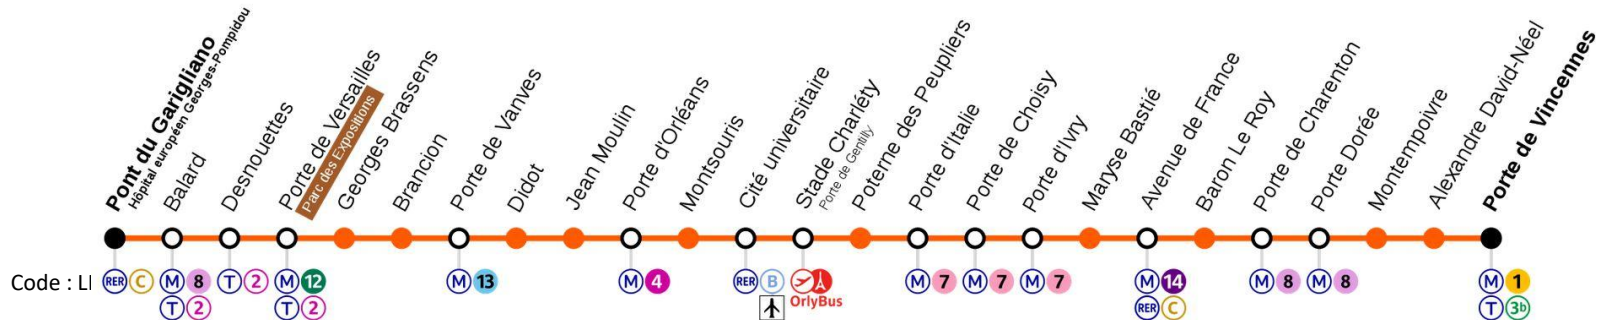 Pont du Garigliano
Hôpital européen Georges-Pompidou
Balard
Desnouettes
Porte de Versailles
Parc des Expositions
Georges Brassens
Brancion
Porte de Vanves
Didot
Jean Moulin
Porte d'Orléans
Montsouris
Cité universitaire
Stade Charléty
Porte de Gentilly
Poterne des Peupliers
Porte d'Italie
Porte de Choisy
Porte d'Ivry
Maryse Bastié
Avenue de France
Baron Le Roy
Porte de Charenton
Porte Dorée
Montempoivre
Alexandre David-Néel
Porte de Vincennes
Code : LI RER C M 8 T 2 M 12 M 13 M 4 RER B M 7 M 7 M 7 M 14 M 8 M 8 M 1
T 2 T 2 OrlyBus RER C T 3b